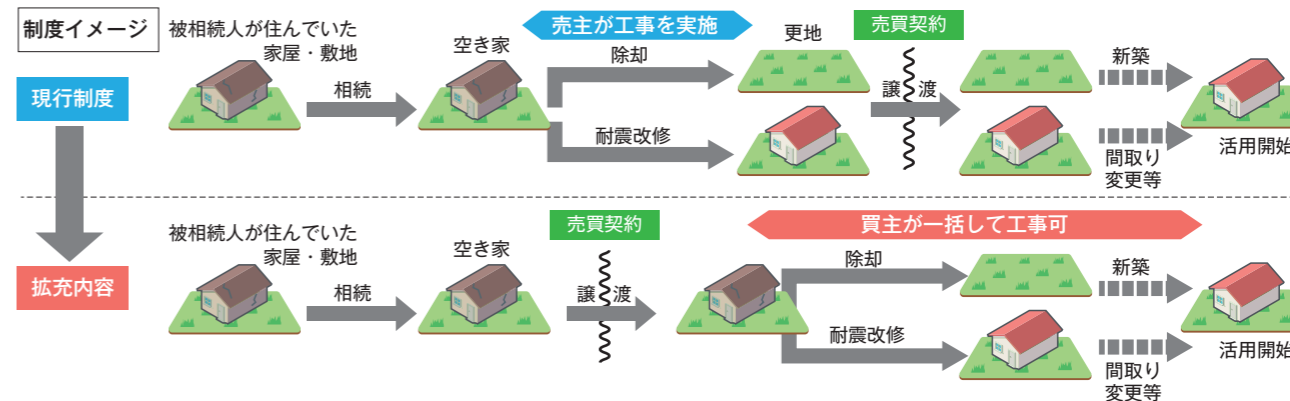 制度イメージ
被相続人が住んでいた
家屋・敷地
空き家
売主が工事を実施
更地
売買契約
現行制度
相続
除却
耐震改修
譲渡
新築
間取り
変更等
活用開始
拡充内容
被相続人が住んでいた
家屋・敷地
相続
空き家
売買契約
譲渡
買主が一括して工事可
除却
耐震改修
新築
間取り
変更等
活用開始